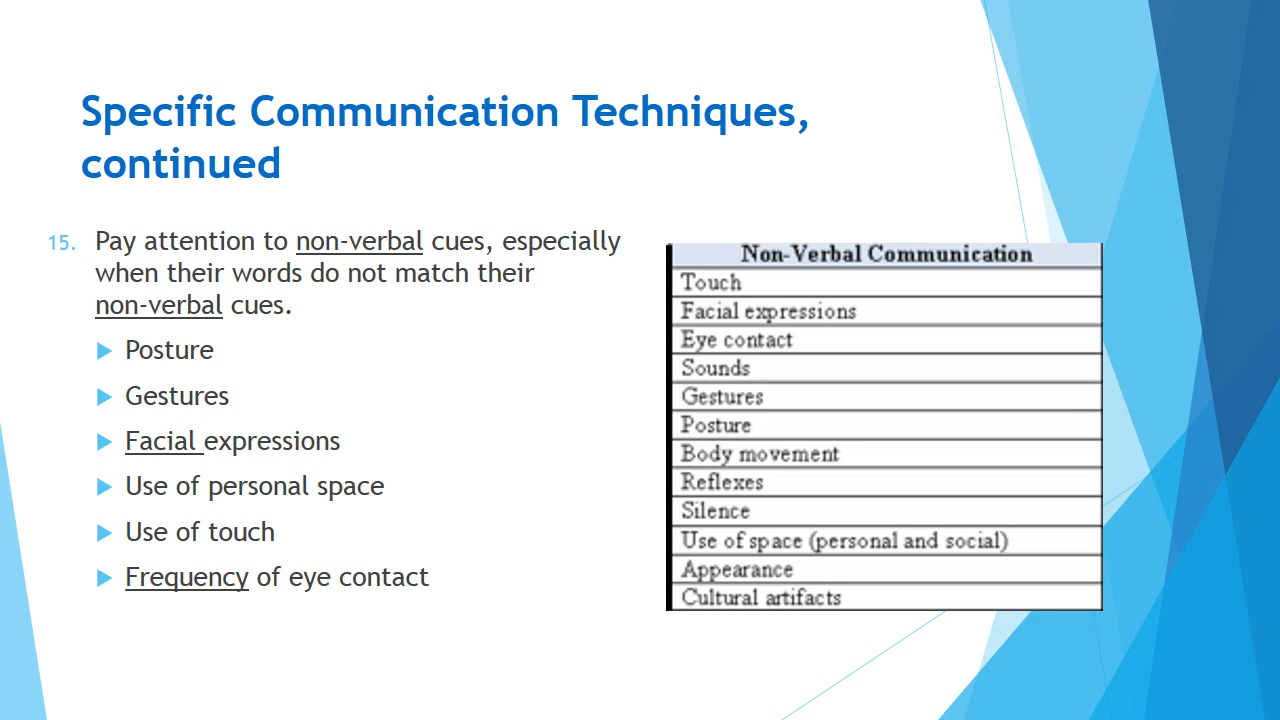 Specific Communication Techniques,
continued
15. Pay attention to non-verbal cues, especially
when their words do not match their
non-verbal cues.
Posture
Gestures
Facial expressions
Use of personal space
Use of touch
Frequency of eye contact
Non-Verbal Communication
Touch
Facial expressions
Eye contact
Sounds
Gestures
Posture
Body movement
Reflexes
Silence
Use of space (personal and social)
Appearance
Cultural artifacts